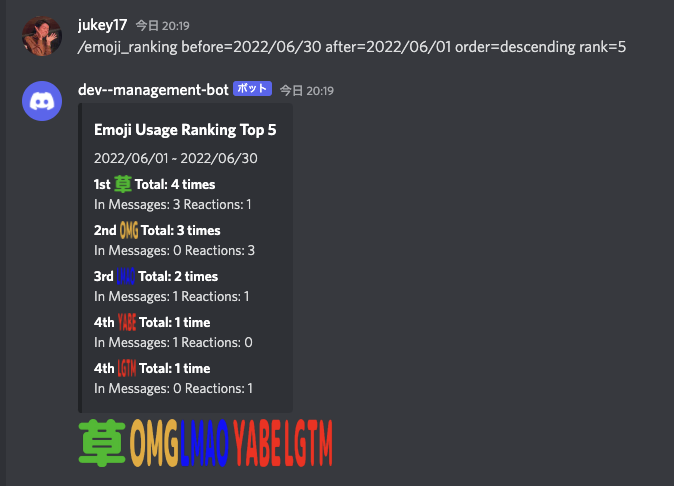 jukey17 今日 20:19
/emoji_ranking before=2022/06/30 after=2022/06/01 order=descending rank=5
dev--management-bot ボット 今日 20:19
Emoji Usage Ranking Top 5
2022/06/01 ~ 2022/06/30
1st 草 Total: 4 times
In Messages: 3 Reactions: 1
2nd OMG Total: 3 times
In Messages: 0 Reactions: 3
3rd LMAO Total: 2 times
In Messages: 1 Reactions: 1
4th YABE Total: 1 time
In Messages: 1 Reactions: 0
4th LGTM Total: 1 time
In Messages: 0 Reactions: 1
草 OMG LMAO YABE LGTM